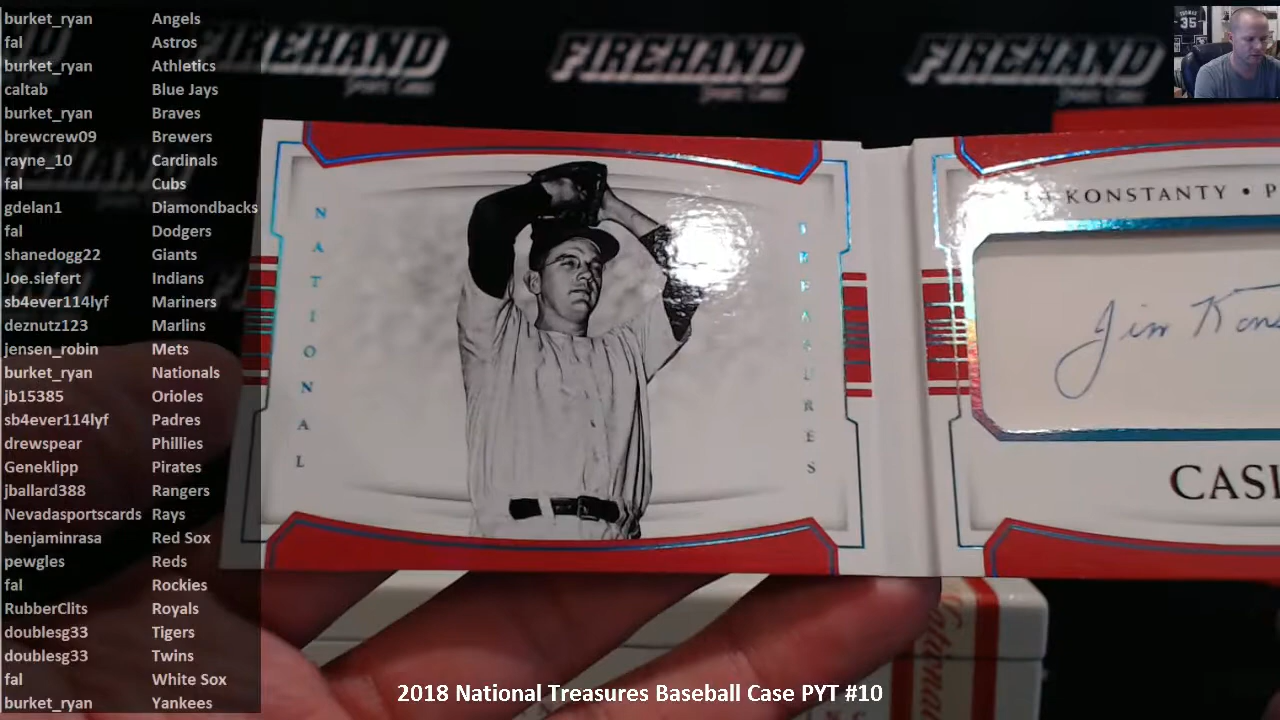 burket_ryan Angels
fal Astros
burket_ryan Athletics
caltab Blue Jays
burket_ryan Braves
brewcrew09 Brewers
rayne_10 Cardinals
fal Cubs
gdelan1 Diamondbacks
fal Dodgers
shanedogg22 Giants
Joe.siefert Indians
sb4ever114lyf Mariners
deznutz123 Marlins
jensen_robin Mets
burket_ryan Nationals
jb15385 Orioles
sb4ever114lyf Padres
drewspear Phillies
Geneklipp Pirates
jballard388 Rangers
Nevadasportscards Rays
benjaminrasa Red Sox
pewgles Reds
fal Rockies
RubberClits Royals
doublesg33 Tigers
doublesg33 Twins
fal White Sox
burket_ryan Yankees
FIREHAND
FIREHAND
FIREHAND
35
NATIONAL
TREASURES
KONSTANTY • P
Jim Kons
CASI
2018 National Treasures Baseball Case PYT #10